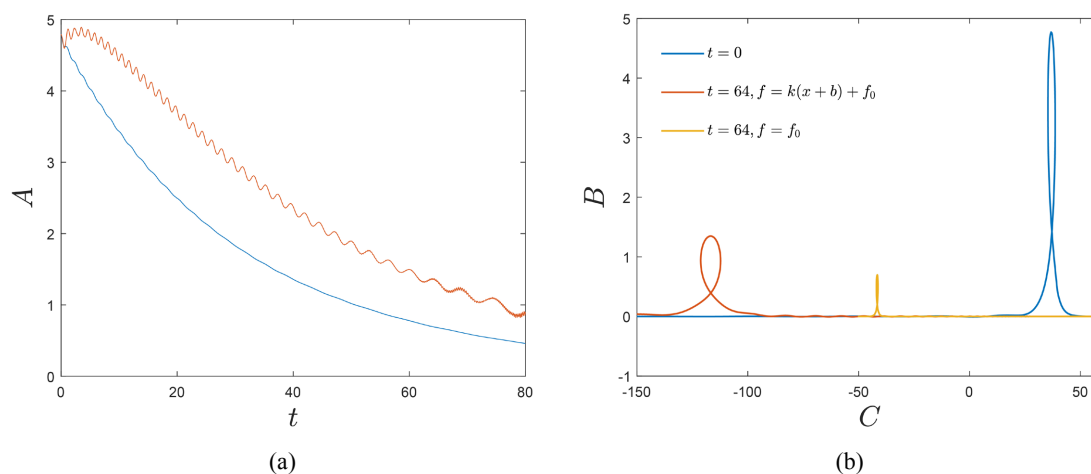 5
4
3
2
1
0
A
0
20
40
60
80
t
(a)
5
4
3
2
1
0
-1
B
t = 0
t = 64, f = k(x + b) + f₀
t = 64, f = f₀
-150
-100
-50
0
50
C
(b)